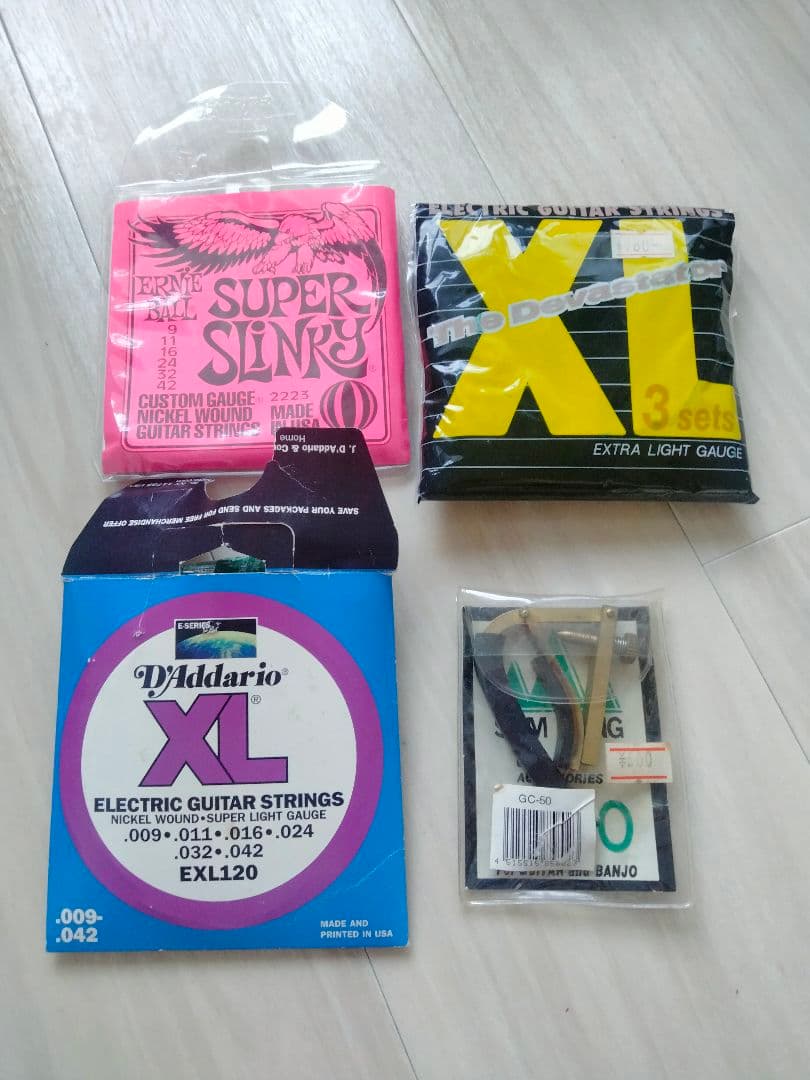 ERNIE
BALL
SUPER
SLINKY
®
9
11
16
24
32
42
CUSTOM GAUGE® 2223
NICKEL WOUND MADE
GUITAR STRINGS IN USA
ELECTRIC GUITAR STRINGS
XL
The Devastator
3 sets
EXTRA LIGHT GAUGE
J. D'Addario &
Home
SAVE YOUR PACKAGES AND SEND FOR FREE MERCHANDISE OFFER
E-SERIES
D'Addario®
XL®
ELECTRIC GUITAR STRINGS
NICKEL WOUND•SUPER LIGHT GAUGE
.009•.011•.016•.024
.032•.042
EXL120
.009-
.042
MADE AND
PRINTED IN USA
GC-50
and BANJO